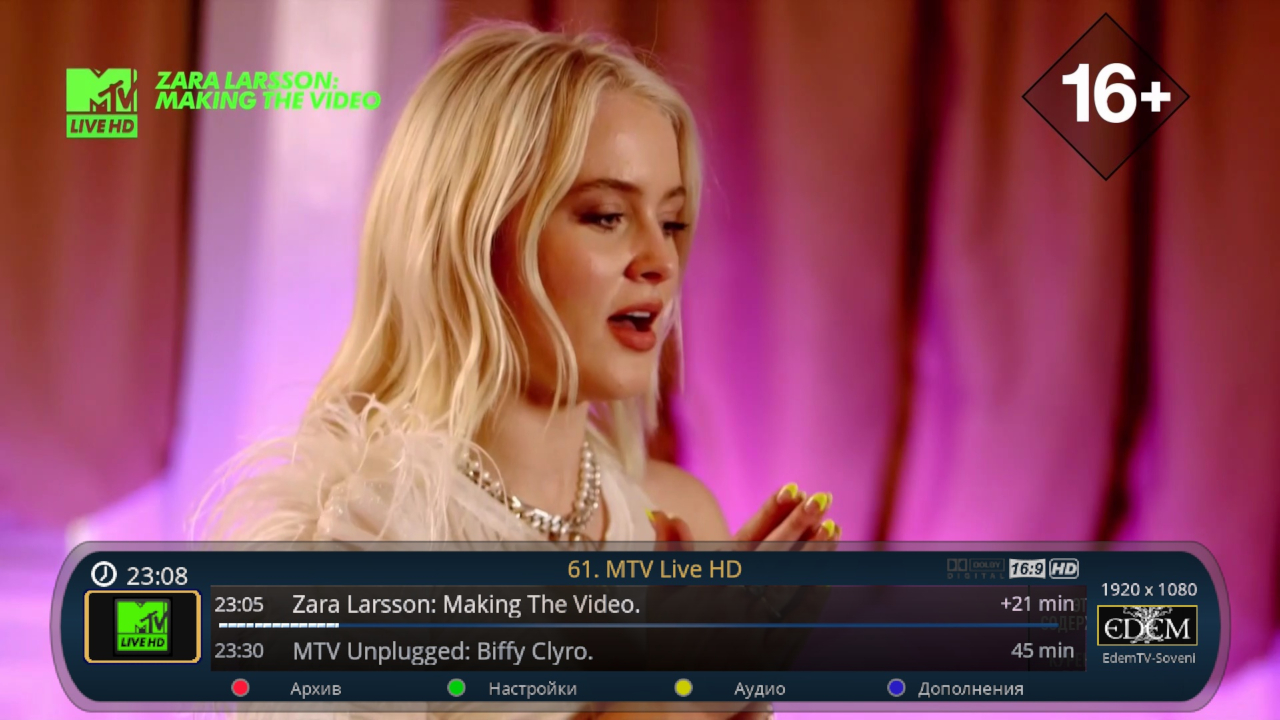 MTV
LIVE HD
ZARA LARSSON:
MAKING THE VIDEO
16+
23:08
61. MTV Live HD
DOLBY
DIGITAL
16:9 HD
1920 x 1080
MTV
LIVE HD
23:05 Zara Larsson: Making The Video. +21 min
23:30 MTV Unplugged: Biffy Clyro. 45 min
EDEM
EdemTV-Soveni
Архив Настройки Аудио Дополнения